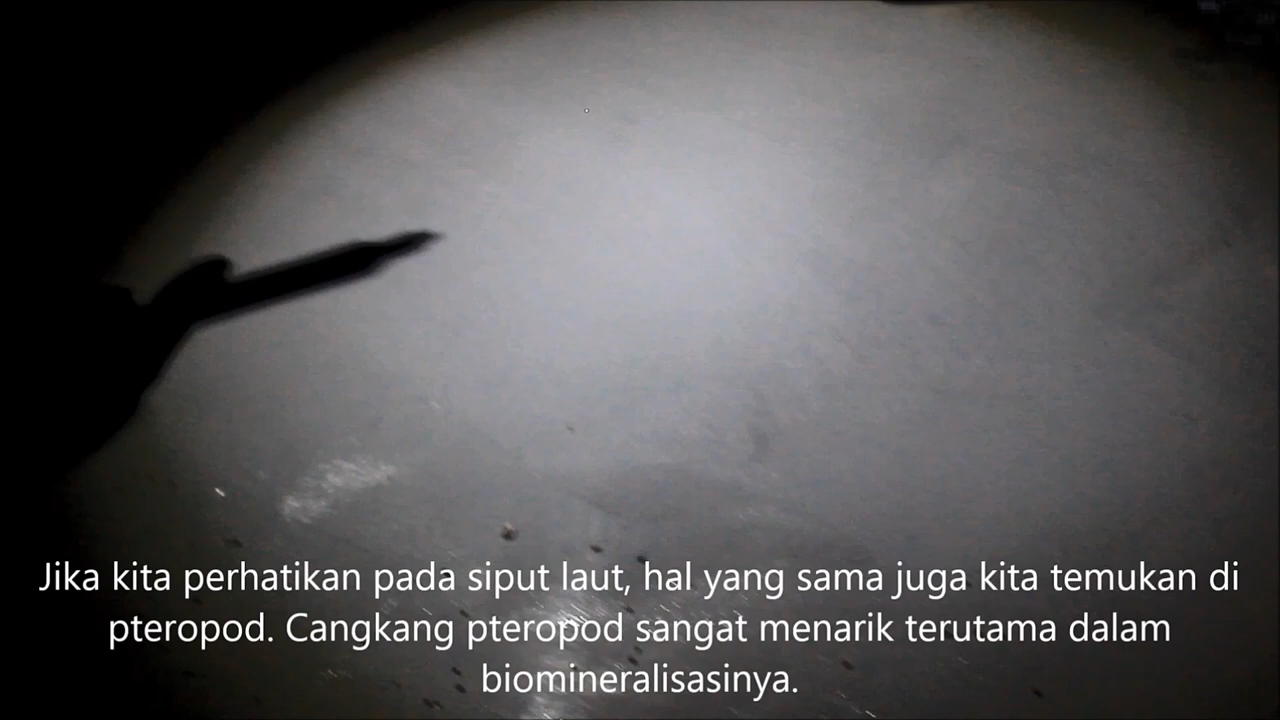 Jika kita perhatikan pada siput laut, hal yang sama juga kita temukan di
pteropod. Cangkang pteropod sangat menarik terutama dalam
biomineralisasinya.